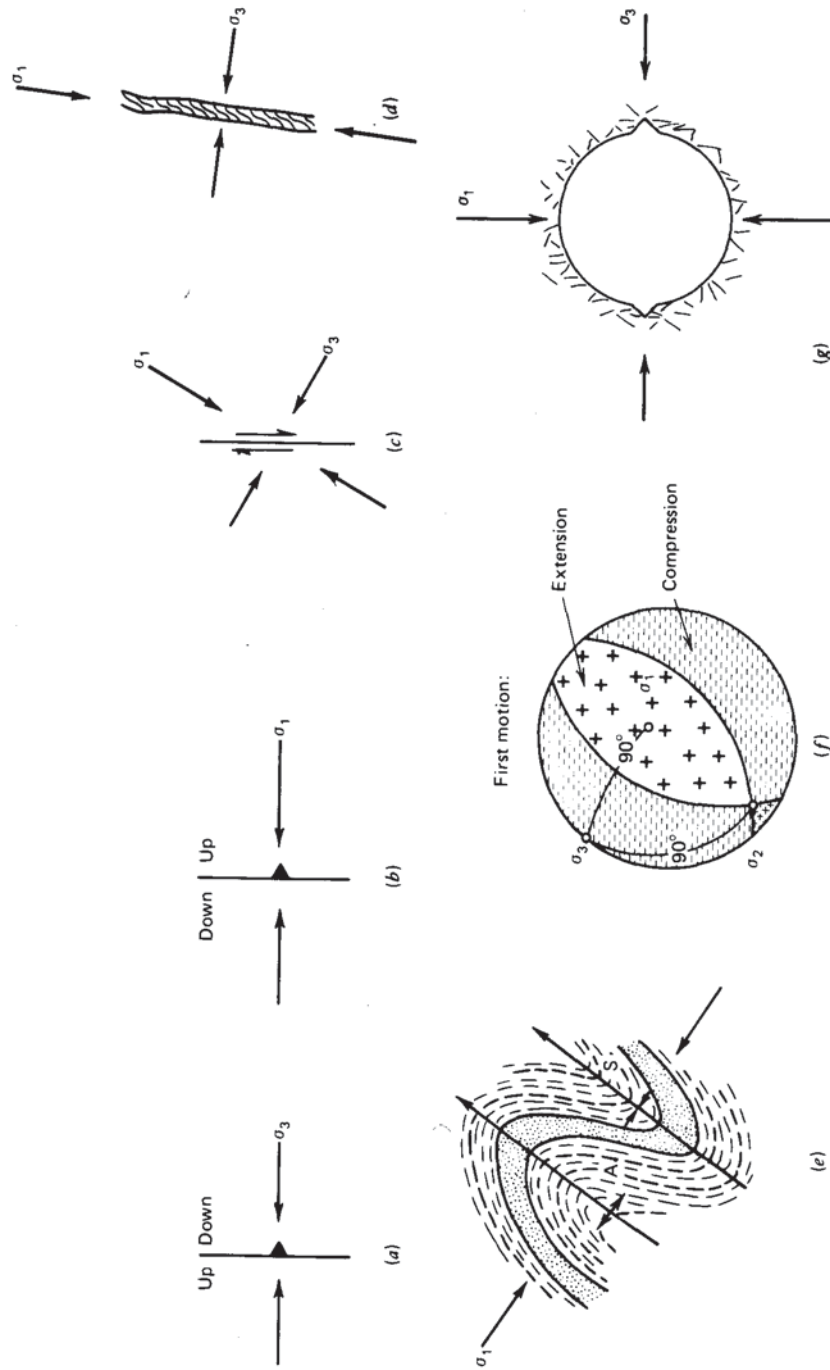 Up Down
σ₃
(a)
Down Up
σ₁
(b)
σ₁
σ₃
(c)
σ₁
σ₃
(d)
σ₁
A
S
(e)
First motion:
Extension
Compression
σ₃
90°
σ₁
90°
σ₂
(f)
σ₁
σ₃
(g)